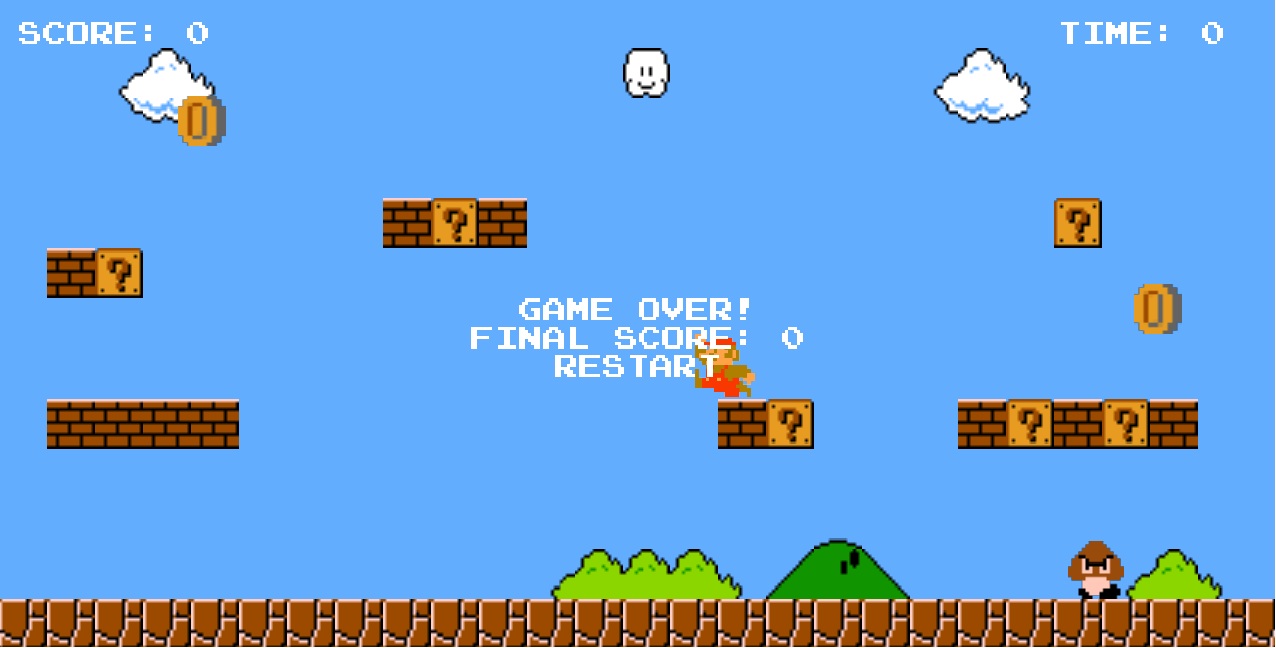 SCORE: 0
TIME: 0
?
?
?
GAME OVER!
FINAL SCORE: 0
RESTART
?
?
?